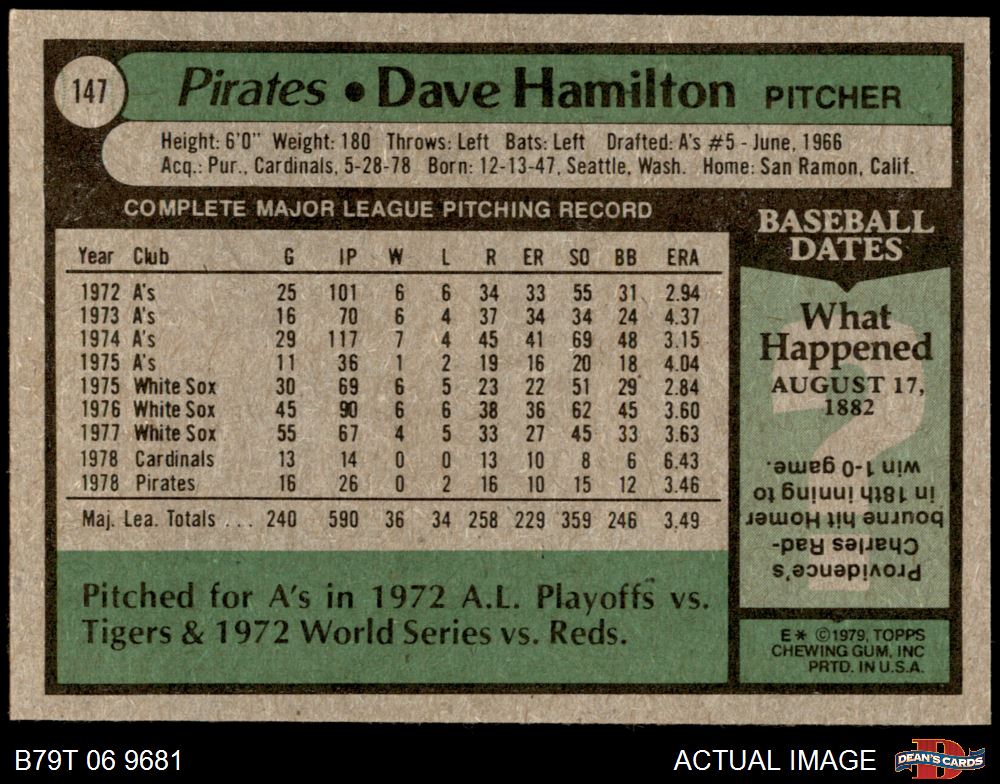 147
Pirates • Dave Hamilton PITCHER
Height: 6'0" Weight: 180 Throws: Left Bats: Left Drafted: A's #5 - June, 1966
Acq.: Pur., Cardinals, 5-28-78 Born: 12-13-47, Seattle, Wash. Home: San Ramon, Calif.
COMPLETE MAJOR LEAGUE PITCHING RECORD
Year Club G IP W L R ER SO BB ERA
1972 A's 25 101 6 6 34 33 55 31 2.94
1973 A's 16 70 6 4 37 34 34 24 4.37
1974 A's 29 117 7 4 45 41 69 48 3.15
1975 A's 11 36 1 2 19 16 20 18 4.04
1975 White Sox 30 69 6 5 23 22 51 29 2.84
1976 White Sox 45 90 6 6 38 36 62 45 3.60
1977 White Sox 55 67 4 5 33 27 45 33 3.63
1978 Cardinals 13 14 0 0 13 10 8 6 6.43
1978 Pirates 16 26 0 2 16 10 15 12 3.46
Maj. Lea. Totals ... 240 590 36 34 258 229 359 246 3.49
Pitched for A's in 1972 A.L. Playoffs vs.
Tigers & 1972 World Series vs. Reds.
BASEBALL
DATES
What
Happened
AUGUST 17,
1882
Providence's
Charles Rad-
bourne hit Homer
in 18th inning to
win 1-0 game.
E* ©1979, TOPPS
CHEWING GUM, INC
PRTD. IN U.S.A.
B79T 06 9681
ACTUAL IMAGE
D
DEAN'S CARDS